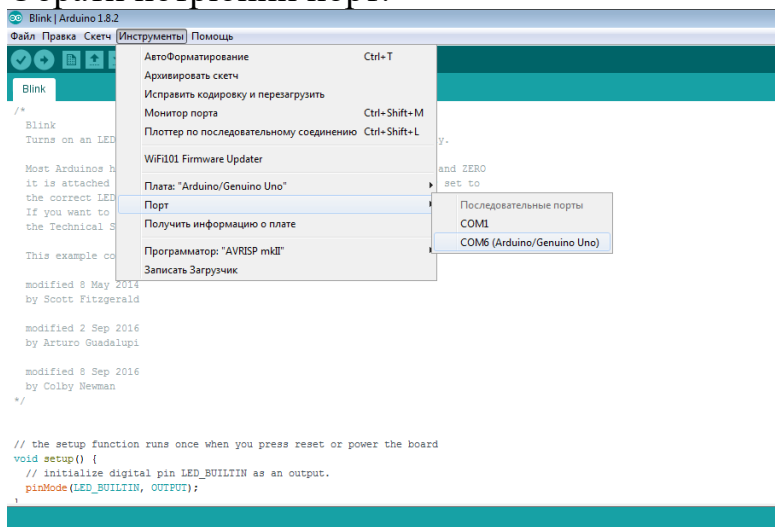 Обрати потрібний порт.
Blink | Arduino 1.8.2
Файл Правка Скетч Инструменты Помощь
АвтоФорматирование Ctrl+T
Архивировать скетч
Исправить кодировку и перезагрузить
Монитор порта Ctrl+Shift+M
Плоттер по последовательному соединению Ctrl+Shift+L
WiFi101 Firmware Updater
Плата: "Arduino/Genuino Uno"
Порт
Получить информацию о плате
Программатор: "AVRISP mkII"
Записать Загрузчик
Последовательные порты
COM1
COM6 (Arduino/Genuino Uno)
Blink
/*
Blink
Turns on an LED y.
Most Arduinos h and ZERO
it is attached set to
the correct LED
If you want to
the Technical S
This example co
modified 8 May 2014
by Scott Fitzgerald
modified 2 Sep 2016
by Arturo Guadalupi
modified 8 Sep 2016
by Colby Newman
*/
// the setup function runs once when you press reset or power the board
void setup() {
// initialize digital pin LED_BUILTIN as an output.
pinMode(LED_BUILTIN, OUTPUT);